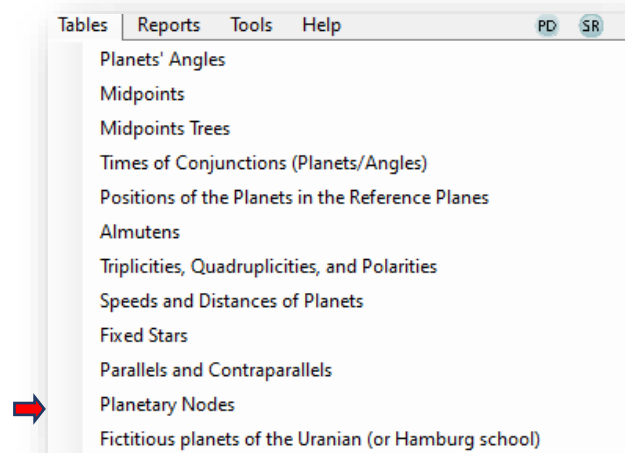 Tables Reports Tools Help PD SR
Planets' Angles
Midpoints
Midpoints Trees
Times of Conjunctions (Planets/Angles)
Positions of the Planets in the Reference Planes
Almutens
Triplicities, Quadruplicities, and Polarities
Speeds and Distances of Planets
Fixed Stars
Parallels and Contraparallels
Planetary Nodes
Fictitious planets of the Uranian (or Hamburg school)